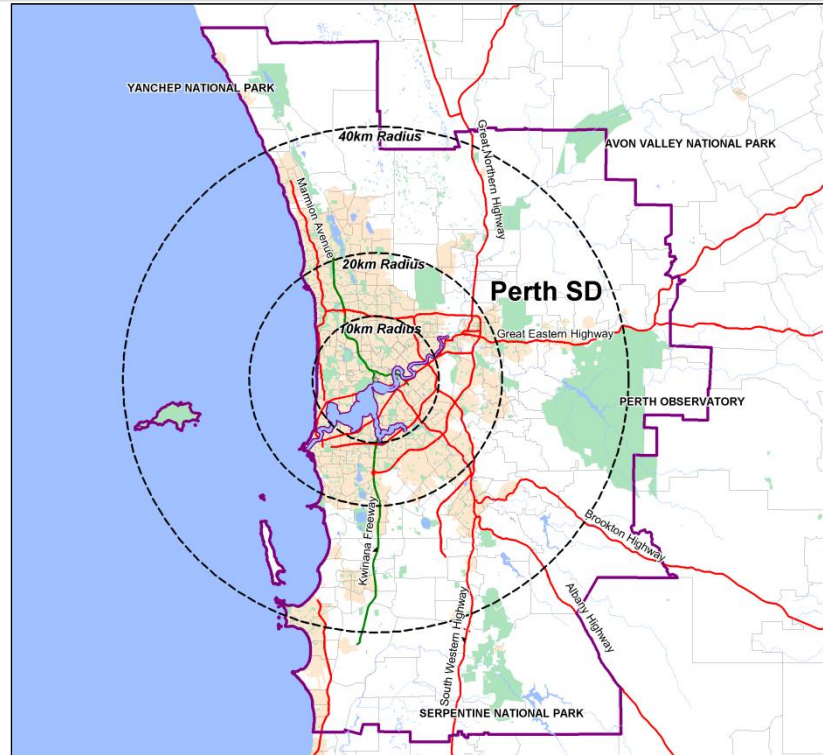 YANCHEP NATIONAL PARK
40km Radius
Great Northern Highway
AVON VALLEY NATIONAL PARK
Marmion Avenue
20km Radius
Perth SD
10km Radius
Great Eastern Highway
PERTH OBSERVATORY
Kwinana Freeway
Brookton Highway
Albany Highway
South Western Highway
SERPENTINE NATIONAL PARK